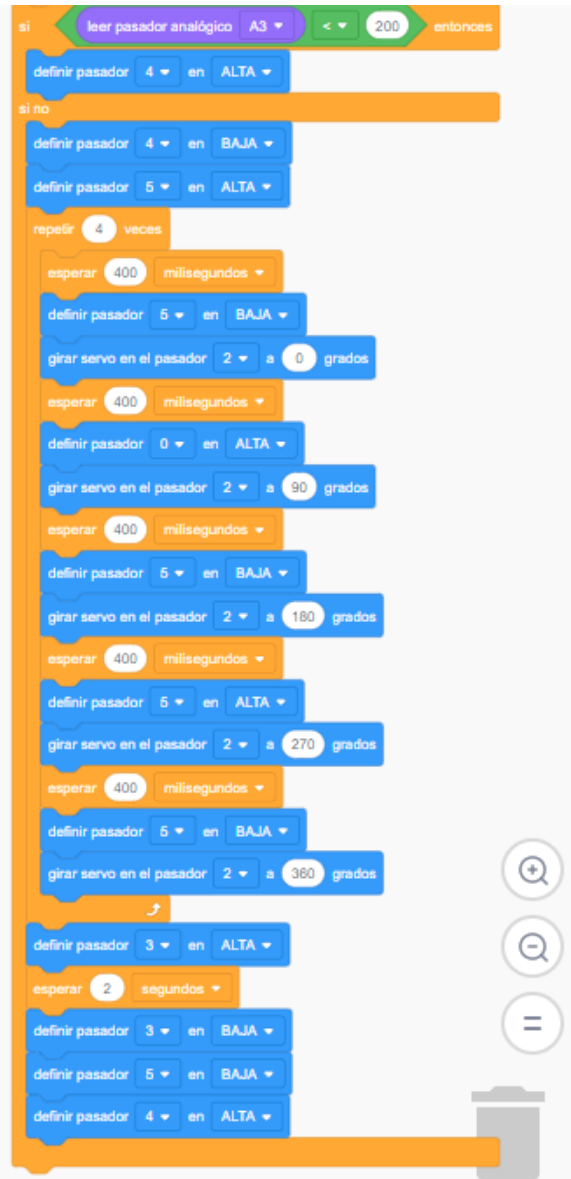 si leer pasador analógico A3 < 200 entonces
definir pasador 4 en ALTA
si no
definir pasador 4 en BAJA
definir pasador 5 en ALTA
repetir 4 veces
esperar 400 milisegundos
definir pasador 5 en BAJA
girar servo en el pasador 2 a 0 grados
esperar 400 milisegundos
definir pasador 0 en ALTA
girar servo en el pasador 2 a 90 grados
esperar 400 milisegundos
definir pasador 5 en BAJA
girar servo en el pasador 2 a 180 grados
esperar 400 milisegundos
definir pasador 5 en ALTA
girar servo en el pasador 2 a 270 grados
esperar 400 milisegundos
definir pasador 5 en BAJA
girar servo en el pasador 2 a 360 grados
definir pasador 3 en ALTA
esperar 2 segundos
definir pasador 3 en BAJA
definir pasador 5 en BAJA
definir pasador 4 en ALTA